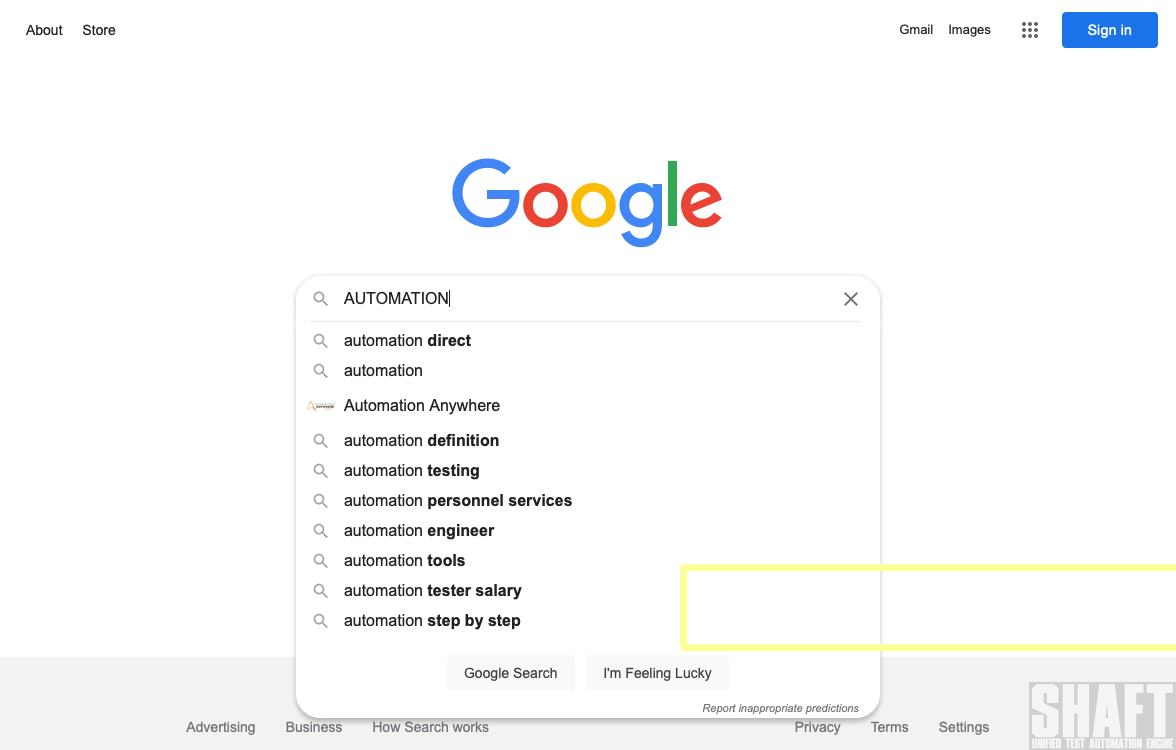 About Store Gmail Images Sign in
Google
AUTOMATION
automation direct
automation
Automation Anywhere
automation definition
automation testing
automation personnel services
automation engineer
automation tools
automation tester salary
automation step by step
Google Search I'm Feeling Lucky
Report inappropriate predictions
Advertising Business How Search works Privacy Terms Settings
SHAFT
UNIFIED TEST AUTOMATION ENGINE